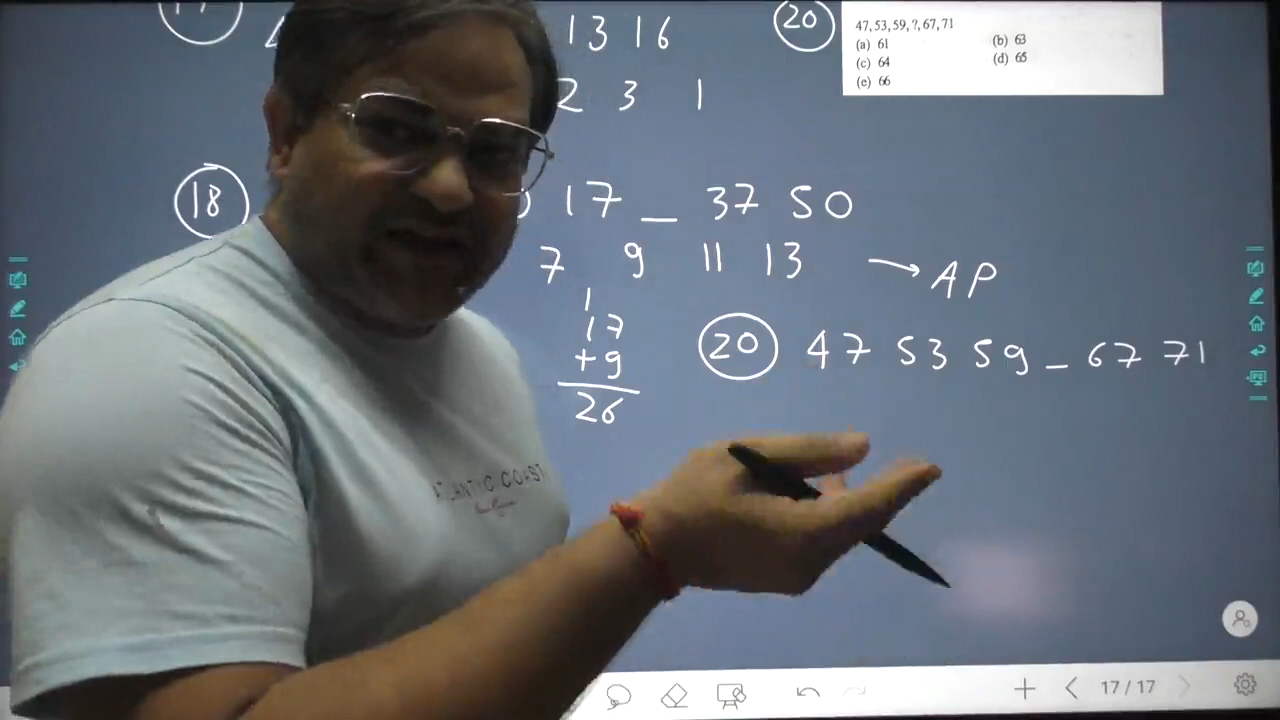 17
13 16
2 3 1
20
47, 53, 59, ?, 67, 71
(a) 61 (b) 63
(c) 64 (d) 65
(e) 66
18
17 _ 37 50
7 9 11 13 → AP
1
17
+9
26
20 47 53 59 _ 67 71
ATLANTIC COAST
17/17